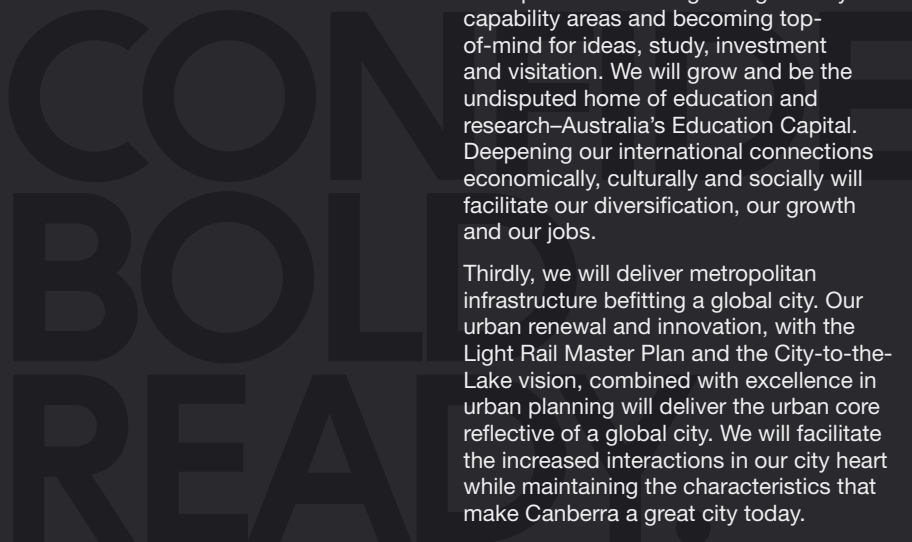 CONFIDE
BOLD
READY.
capability areas and becoming top-
of-mind for ideas, study, investment
and visitation. We will grow and be the
undisputed home of education and
research–Australia's Education Capital.
Deepening our international connections
economically, culturally and socially will
facilitate our diversification, our growth
and our jobs.
Thirdly, we will deliver metropolitan
infrastructure befitting a global city. Our
urban renewal and innovation, with the
Light Rail Master Plan and the City-to-the-
Lake vision, combined with excellence in
urban planning will deliver the urban core
reflective of a global city. We will facilitate
the increased interactions in our city heart
while maintaining the characteristics that
make Canberra a great city today.